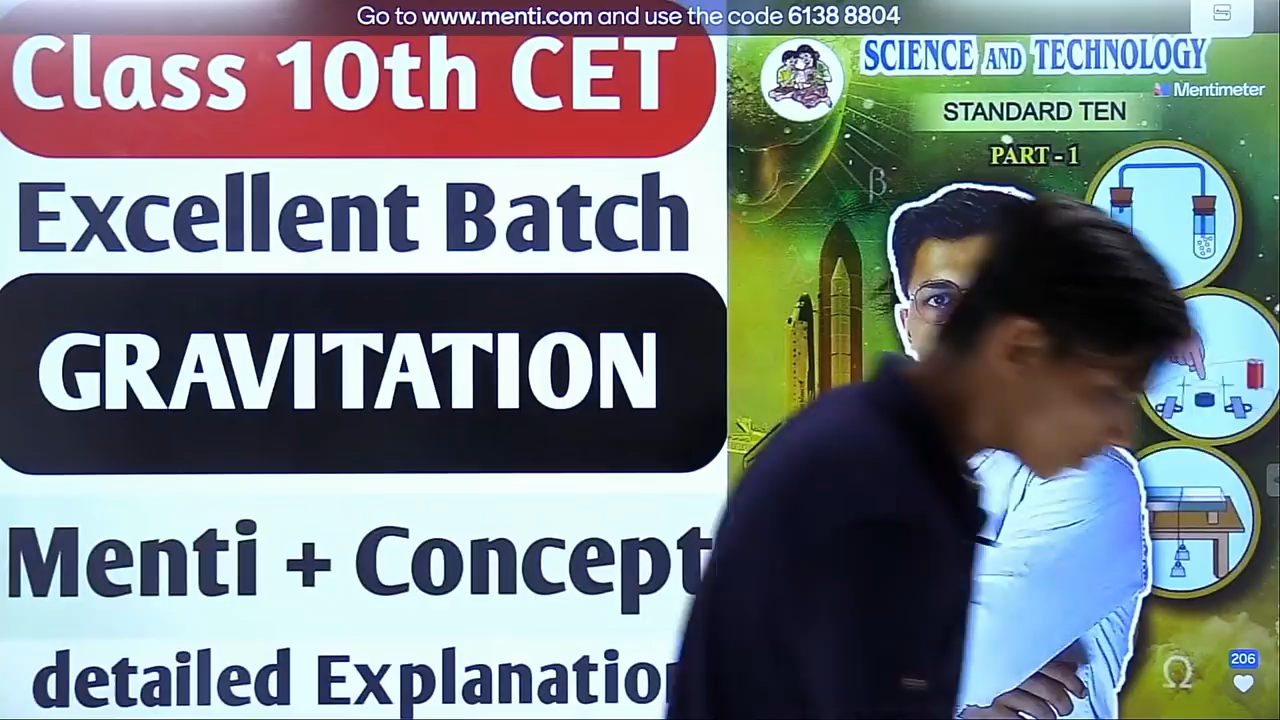 Go to www.menti.com and use the code 6138 8804
Class 10th CET
Excellent Batch
GRAVITATION
Menti + Concept
detailed Explanation
SCIENCE AND TECHNOLOGY
Mentimeter
STANDARD TEN
PART - 1
β
Ω
206